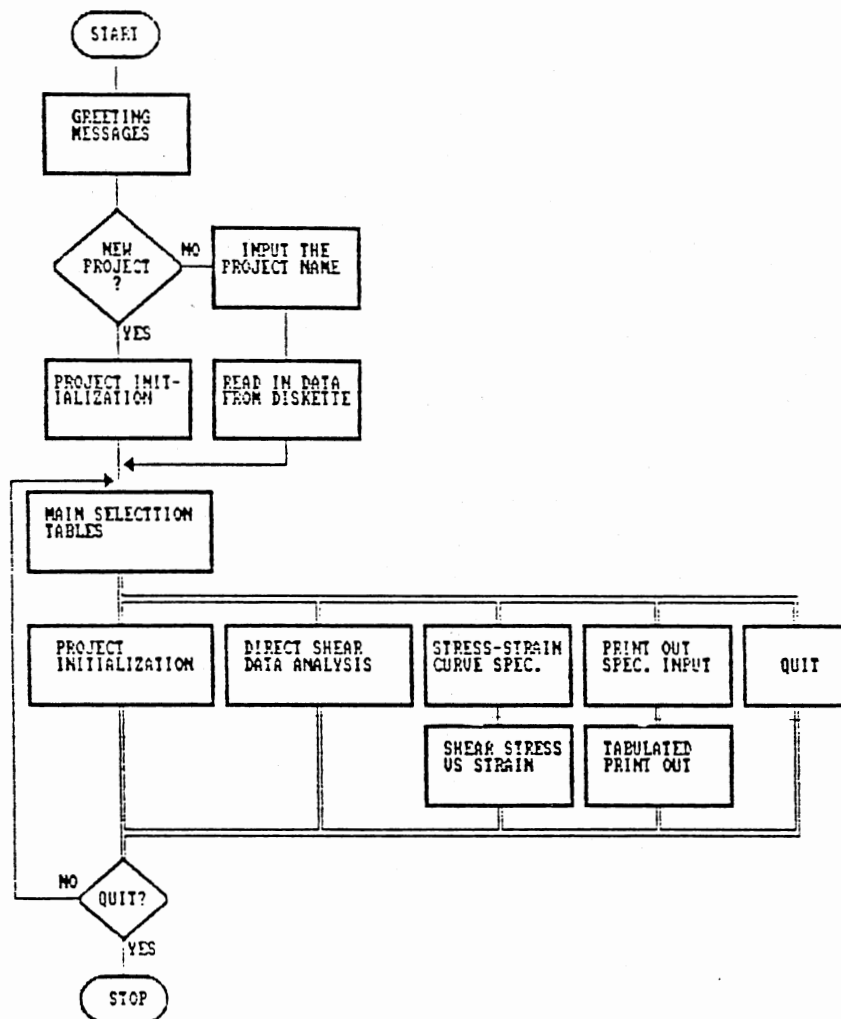 START
GREETING
MESSAGES
NEW
PROJECT
?
NO
INPUT THE
PROJECT NAME
YES
PROJECT INIT-
IALIZATION
READ IN DATA
FROM DISKETTE
MAIN SELECTION
TABLES
PROJECT
INITIALIZATION
DIRECT SHEAR
DATA ANALYSIS
STRESS-STRAIN
CURVE SPEC.
PRINT OUT
SPEC. INPUT
QUIT
SHEAR STRESS
VS STRAIN
TABULATED
PRINT OUT
NO
QUIT?
YES
STOP